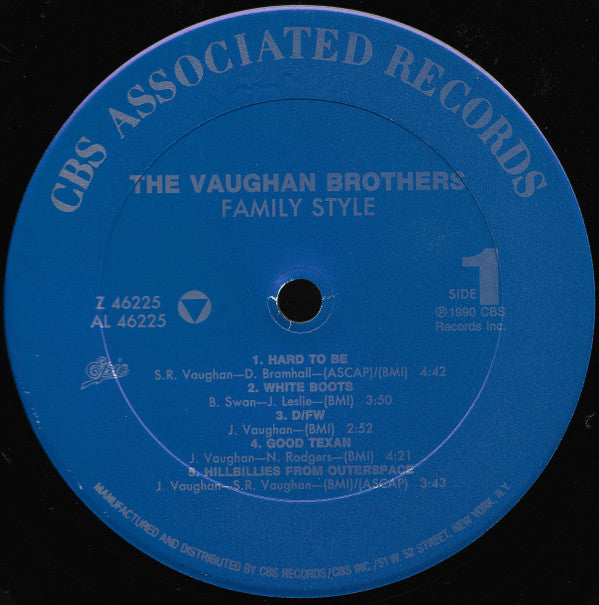 CBS ASSOCIATED RECORDS
THE VAUGHAN BROTHERS
FAMILY STYLE
Z 46225
AL 46225
SIDE 1
℗ 1990 CBS
Records Inc.
Epic
1. HARD TO BE
S.R. Vaughan—D. Bramhall—(ASCAP)/(BMI) 4:42
2. WHITE BOOTS
B. Swan—J. Leslie—(BMI) 3:50
3. D/FW
J. Vaughan—(BMI) 2:52
4. GOOD TEXAN
J. Vaughan—N. Rodgers—(BMI) 4:21
5. HILLBILLIES FROM OUTERSPACE
J. Vaughan—S.R. Vaughan—(BMI)/(ASCAP) 3:43
MANUFACTURED AND DISTRIBUTED BY CBS RECORDS/CBS INC./51 W. 52 STREET, NEW YORK, N.Y.